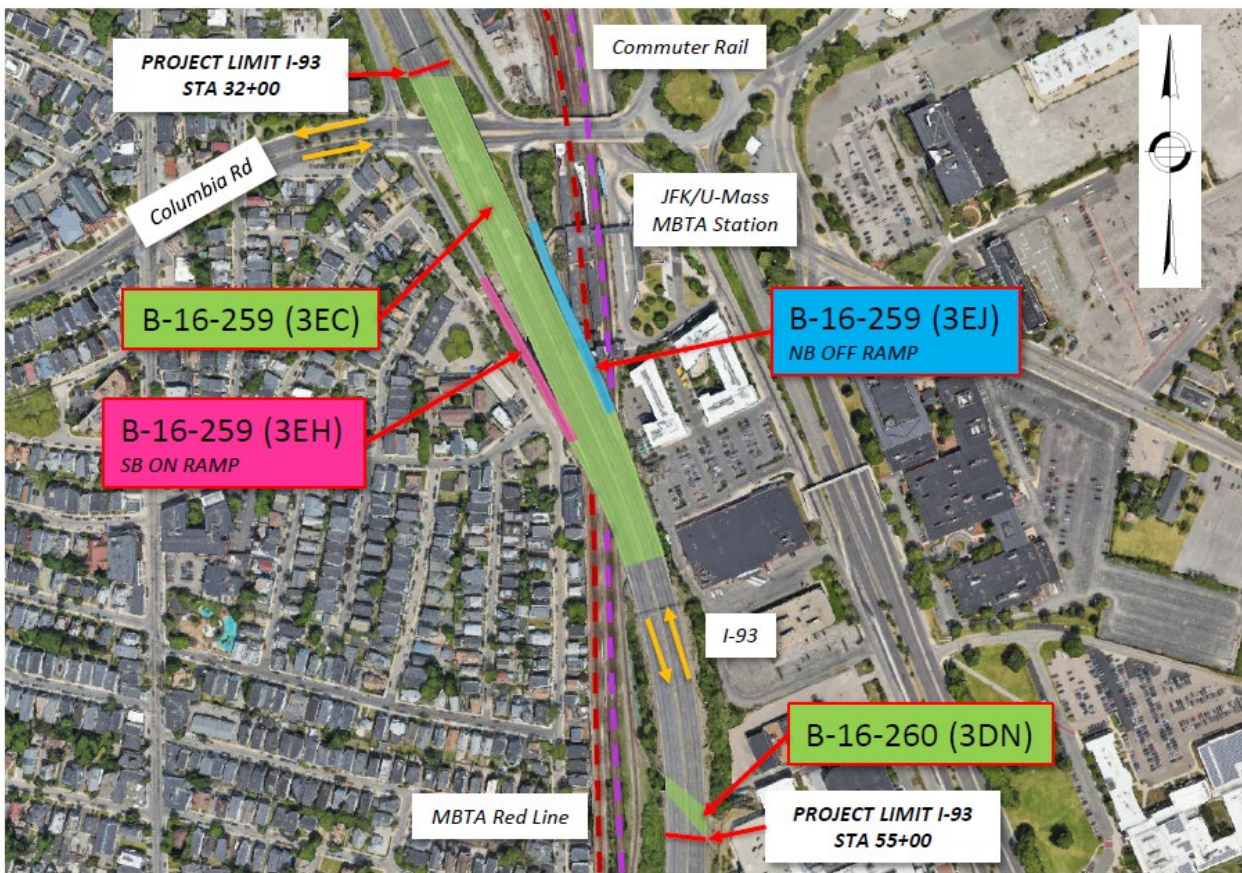 PROJECT LIMIT I-93
STA 32+00
Commuter Rail
Columbia Rd
JFK/U-Mass
MBTA Station
B-16-259 (3EC)
B-16-259 (3EJ)
NB OFF RAMP
B-16-259 (3EH)
SB ON RAMP
I-93
B-16-260 (3DN)
MBTA Red Line
PROJECT LIMIT I-93
STA 55+00